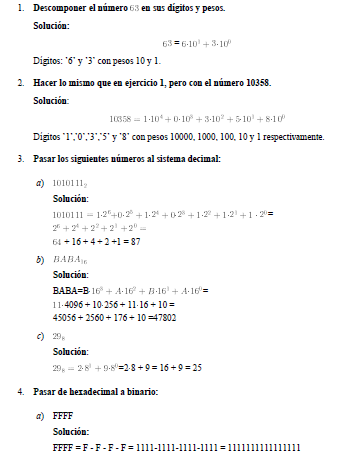 1. Descomponer el número 63 en sus dígitos y pesos.
Solución:
63 = 6·10¹ + 3·10⁰
Dígitos: '6' y '3' con pesos 10 y 1.
2. Hacer lo mismo que en ejercicio 1, pero con el número 10358.
Solución:
10358 = 1·10⁴ + 0·10³ + 3·10² + 5·10¹ + 8·10⁰
Dígitos '1','0','3','5' y '8' con pesos 10000, 1000, 100, 10 y 1 respectivamente.
3. Pasar los siguientes números al sistema decimal:
a) 1010111₂
Solución:
1010111 = 1·2⁶+0·2⁵ + 1·2⁴ + 0·2³ + 1·2² + 1·2¹ + 1 · 2⁰=
2⁶ + 2⁴ + 2² + 2¹ + 2⁰ =
64 + 16 + 4 + 2 +1 = 87
b) BABA₁₆
Solución:
BABA=B·16³ + A·16² + B·16¹ + A·16⁰=
11·4096 + 10·256 + 11·16 + 10 =
45056 + 2560 + 176 + 10 =47802
c) 29₈
Solución:
29₈ = 2·8¹ + 9·8⁰=2·8 + 9 = 16 + 9 = 25
4. Pasar de hexadecimal a binario:
a) FFFF
Solución:
FFFF = F - F - F - F = 1111-1111-1111-1111 = 1111111111111111